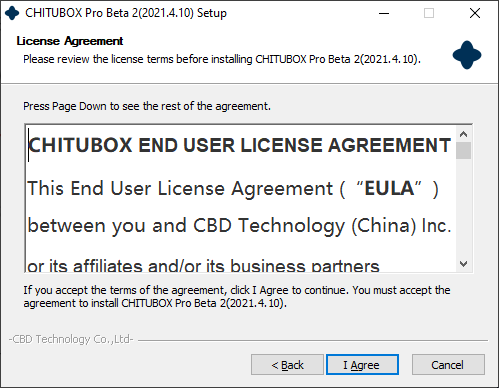 CHITUBOX Pro Beta 2(2021.4.10) Setup
License Agreement
Please review the license terms before installing CHITUBOX Pro Beta 2(2021.4.10).
Press Page Down to see the rest of the agreement.
CHITUBOX END USER LICENSE AGREEMENT
This End User License Agreement (“EULA”)
between you and CBD Technology (China) Inc.
or its affiliates and/or its business partners
If you accept the terms of the agreement, click I Agree to continue. You must accept the
agreement to install CHITUBOX Pro Beta 2(2021.4.10).
-CBD Technology Co.,Ltd-
< Back I Agree Cancel